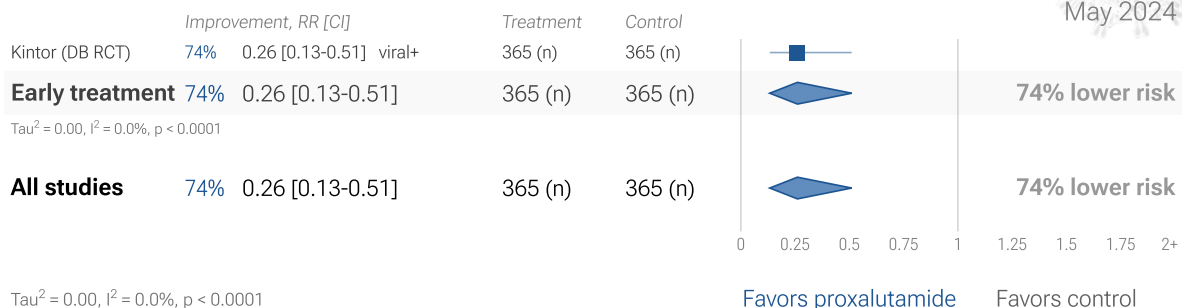 May 2024
Improvement, RR [CI] Treatment Control
Kintor (DB RCT) 74% 0.26 [0.13-0.51] viral+ 365 (n) 365 (n)
Early treatment 74% 0.26 [0.13-0.51] 365 (n) 365 (n) 74% lower risk
Tau² = 0.00, I² = 0.0%, p < 0.0001
All studies 74% 0.26 [0.13-0.51] 365 (n) 365 (n) 74% lower risk
0 0.25 0.5 0.75 1 1.25 1.5 1.75 2+
Tau² = 0.00, I² = 0.0%, p < 0.0001 Favors proxalutamide Favors control